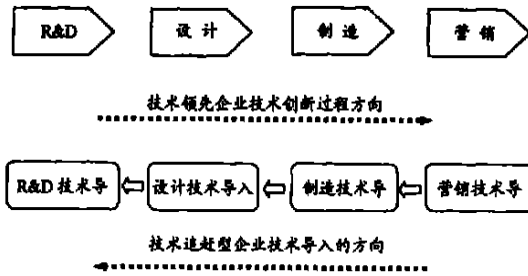 R&D 设计 制造 营销
技术领先企业技术创新过程方向
R&D 技术导 设计技术导入 制造技术导 营销技术导
技术追赶型企业技术导入的方向